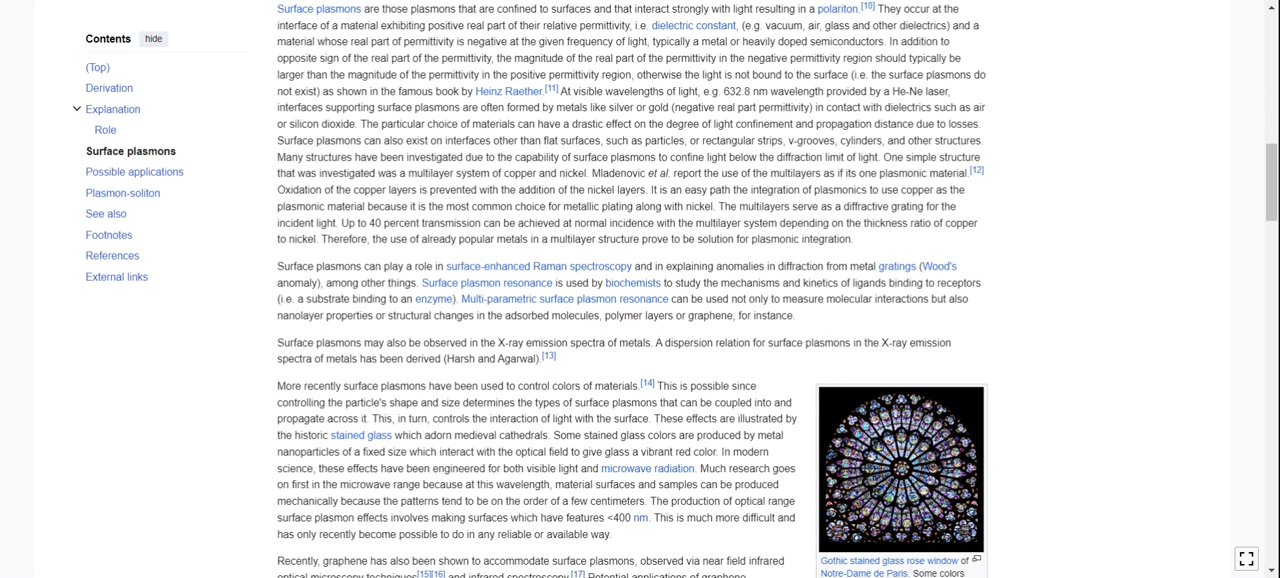 Contents hide
(Top)
Derivation
Explanation
Role
Surface plasmons
Possible applications
Plasmon-soliton
See also
Footnotes
References
External links
Surface plasmons are those plasmons that are confined to surfaces and that interact strongly with light resulting in a polariton.[10] They occur at the
interface of a material exhibiting positive real part of their relative permittivity, i.e. dielectric constant, (e.g. vacuum, air, glass and other dielectrics) and a
material whose real part of permittivity is negative at the given frequency of light, typically a metal or heavily doped semiconductors. In addition to
opposite sign of the real part of the permittivity, the magnitude of the real part of the permittivity in the negative permittivity region should typically be
larger than the magnitude of the permittivity in the positive permittivity region, otherwise the light is not bound to the surface (i.e. the surface plasmons do
not exist) as shown in the famous book by Heinz Raether.[11] At visible wavelengths of light, e.g. 632.8 nm wavelength provided by a He-Ne laser,
interfaces supporting surface plasmons are often formed by metals like silver or gold (negative real part permittivity) in contact with dielectrics such as air
or silicon dioxide. The particular choice of materials can have a drastic effect on the degree of light confinement and propagation distance due to losses.
Surface plasmons can also exist on interfaces other than flat surfaces, such as particles, or rectangular strips, v-grooves, cylinders, and other structures.
Many structures have been investigated due to the capability of surface plasmons to confine light below the diffraction limit of light. One simple structure
that was investigated was a multilayer system of copper and nickel. Mladenovic et al. report the use of the multilayers as if its one plasmonic material.[12]
Oxidation of the copper layers is prevented with the addition of the nickel layers. It is an easy path the integration of plasmonics to use copper as the
plasmonic material because it is the most common choice for metallic plating along with nickel. The multilayers serve as a diffractive grating for the
incident light. Up to 40 percent transmission can be achieved at normal incidence with the multilayer system depending on the thickness ratio of copper
to nickel. Therefore, the use of already popular metals in a multilayer structure prove to be solution for plasmonic integration.
Surface plasmons can play a role in surface-enhanced Raman spectroscopy and in explaining anomalies in diffraction from metal gratings (Wood's
anomaly), among other things. Surface plasmon resonance is used by biochemists to study the mechanisms and kinetics of ligands binding to receptors
(i.e. a substrate binding to an enzyme). Multi-parametric surface plasmon resonance can be used not only to measure molecular interactions but also
nanolayer properties or structural changes in the adsorbed molecules, polymer layers or graphene, for instance.
Surface plasmons may also be observed in the X-ray emission spectra of metals. A dispersion relation for surface plasmons in the X-ray emission
spectra of metals has been derived (Harsh and Agarwal).[13]
More recently surface plasmons have been used to control colors of materials.[14] This is possible since
controlling the particle's shape and size determines the types of surface plasmons that can be coupled into and
propagate across it. This, in turn, controls the interaction of light with the surface. These effects are illustrated by
the historic stained glass which adorn medieval cathedrals. Some stained glass colors are produced by metal
nanoparticles of a fixed size which interact with the optical field to give glass a vibrant red color. In modern
science, these effects have been engineered for both visible light and microwave radiation. Much research goes
on first in the microwave range because at this wavelength, material surfaces and samples can be produced
mechanically because the patterns tend to be on the order of a few centimeters. The production of optical range
surface plasmon effects involves making surfaces which have features <400 nm. This is much more difficult and
has only recently become possible to do in any reliable or available way.
Recently, graphene has also been shown to accommodate surface plasmons, observed via near field infrared
optical microscopy techniques[15][16] and infrared spectroscopy.[17] Potential applications of graphene
Gothic stained glass rose window of
Notre-Dame de Paris. Some colors